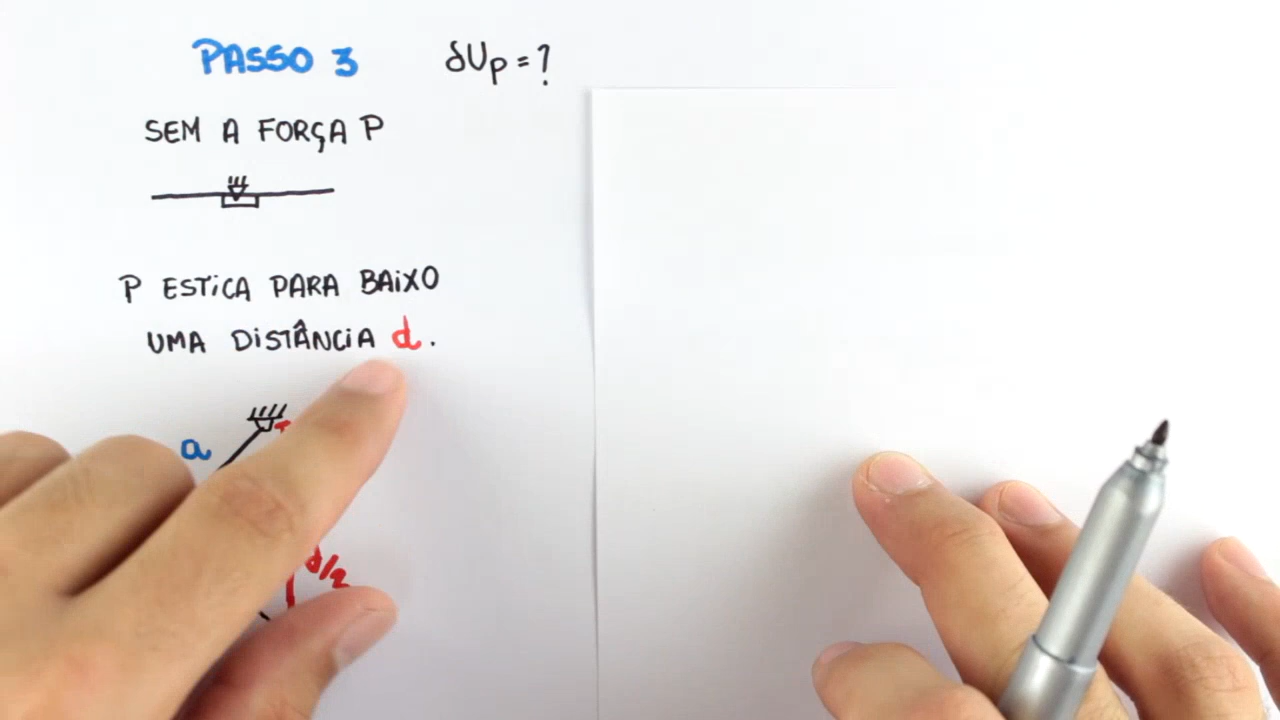 PASSO 3 δUp = ?
SEM A FORÇA P
P ESTiCA PARA BAiXO
UMA DiSTÂNCiA d.
a
d/2